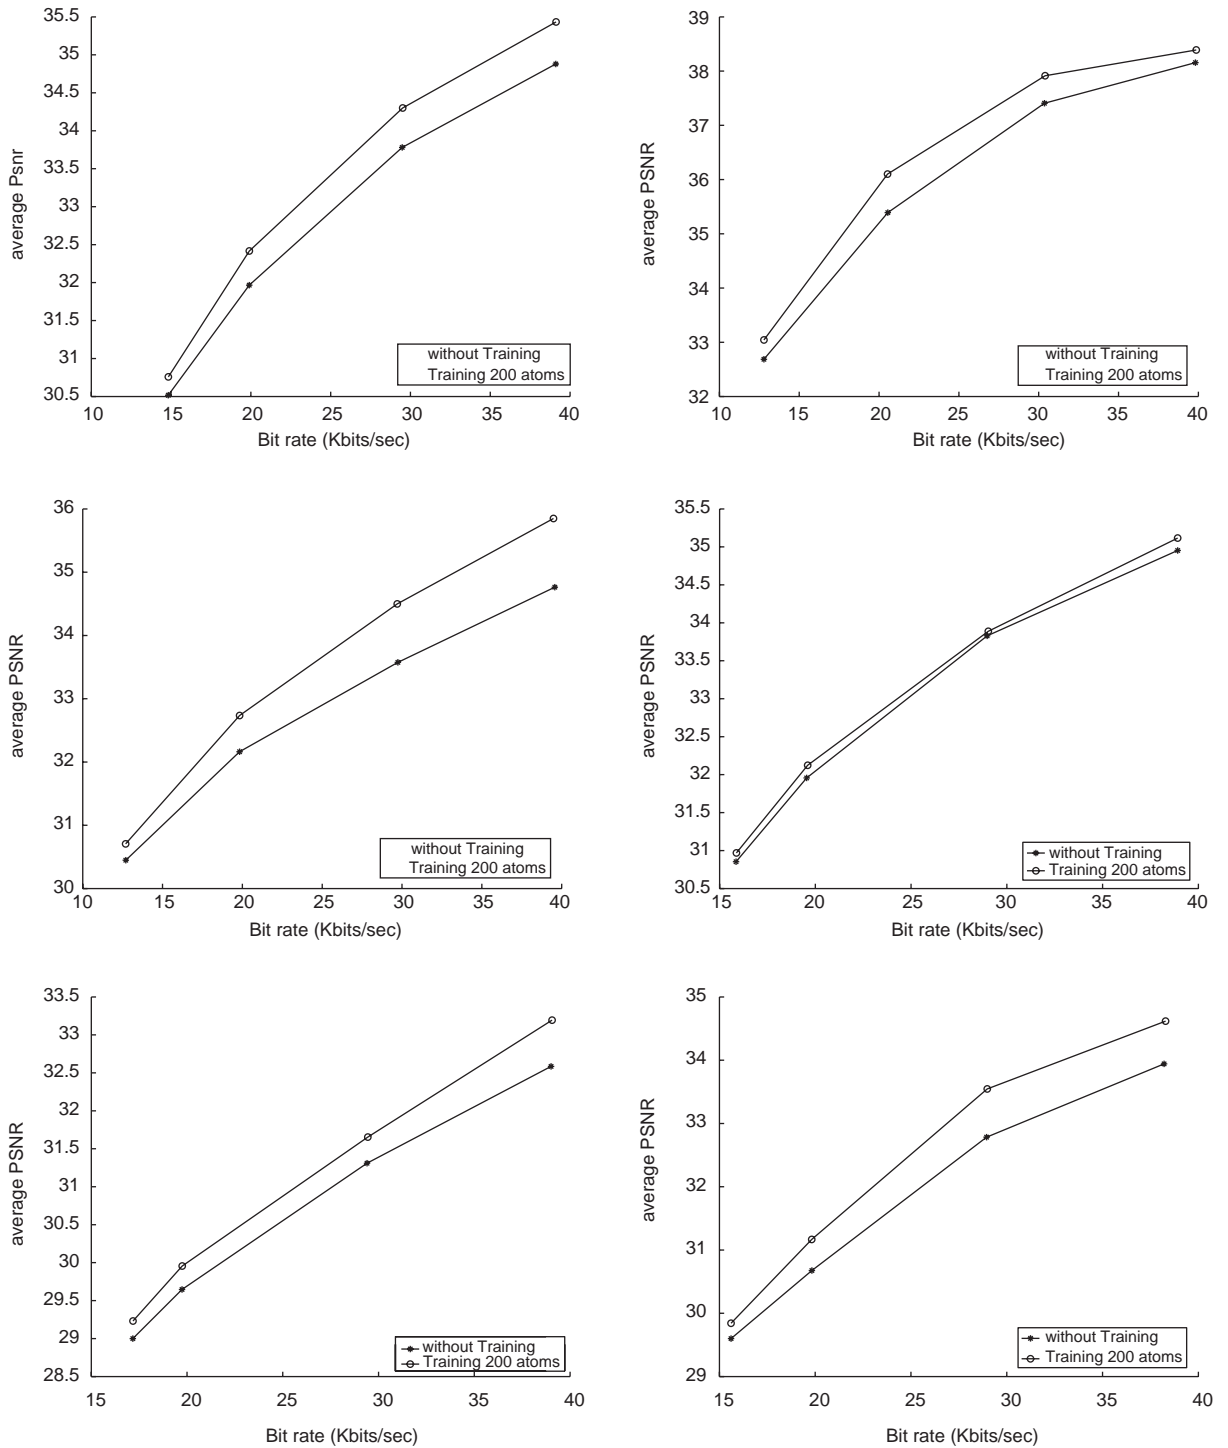 35.5
35
34.5
34
33.5
33
32.5
32
31.5
31
30.5
average Psnr
without Training
Training 200 atoms
10 15 20 25 30 35 40
Bit rate (Kbits/sec)
39
38
37
36
35
34
33
32
average PSNR
without Training
Training 200 atoms
10 15 20 25 30 35 40
Bit rate (Kbits/sec)
36
35
34
33
32
31
30
average PSNR
without Training
Training 200 atoms
10 15 20 25 30 35 40
Bit rate (Kbits/sec)
35.5
35
34.5
34
33.5
33
32.5
32
31.5
31
30.5
average PSNR
without Training
Training 200 atoms
15 20 25 30 35 40
Bit rate (Kbits/sec)
33.5
33
32.5
32
31.5
31
30.5
30
29.5
29
28.5
average PSNR
without Training
Training 200 atoms
15 20 25 30 35 40
Bit rate (Kbits/sec)
35
34
33
32
31
30
29
average PSNR
without Training
Training 200 atoms
15 20 25 30 35 40
Bit rate (Kbits/sec)